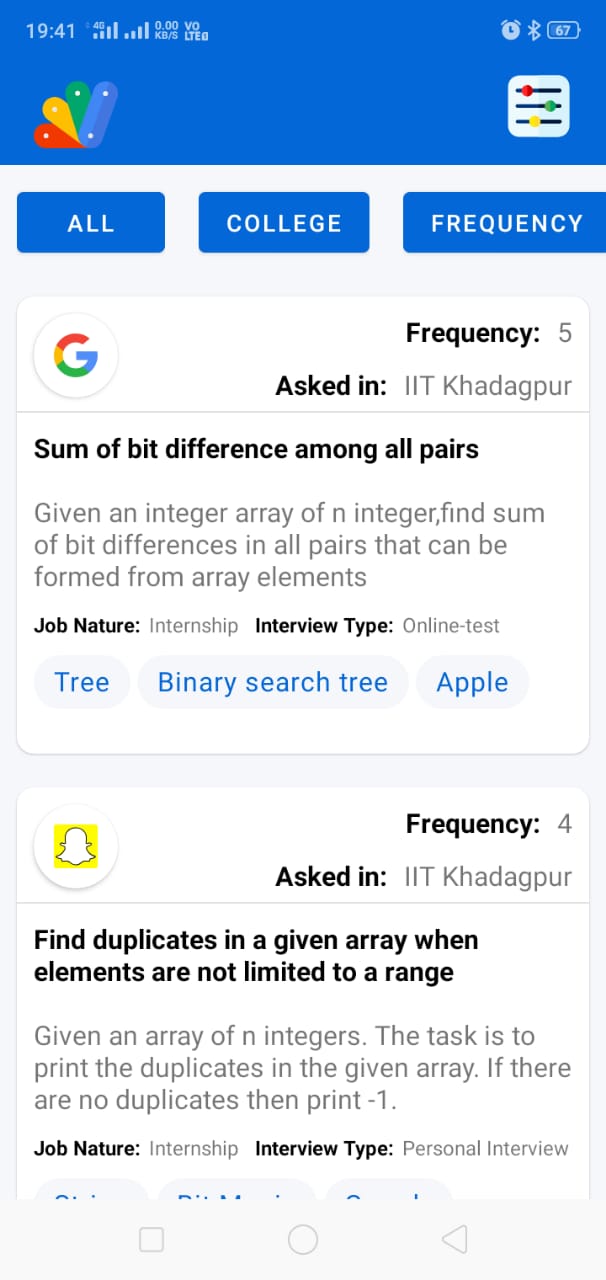 19:41 4G 0.00 KB/S VO LTE 67
ALL COLLEGE FREQUENCY
Frequency: 5
Asked in: IIT Khadagpur
Sum of bit difference among all pairs
Given an integer array of n integer,find sum
of bit differences in all pairs that can be
formed from array elements
Job Nature: Internship Interview Type: Online-test
Tree Binary search tree Apple
Frequency: 4
Asked in: IIT Khadagpur
Find duplicates in a given array when
elements are not limited to a range
Given an array of n integers. The task is to
print the duplicates in the given array. If there
are no duplicates then print -1.
Job Nature: Internship Interview Type: Personal Interview